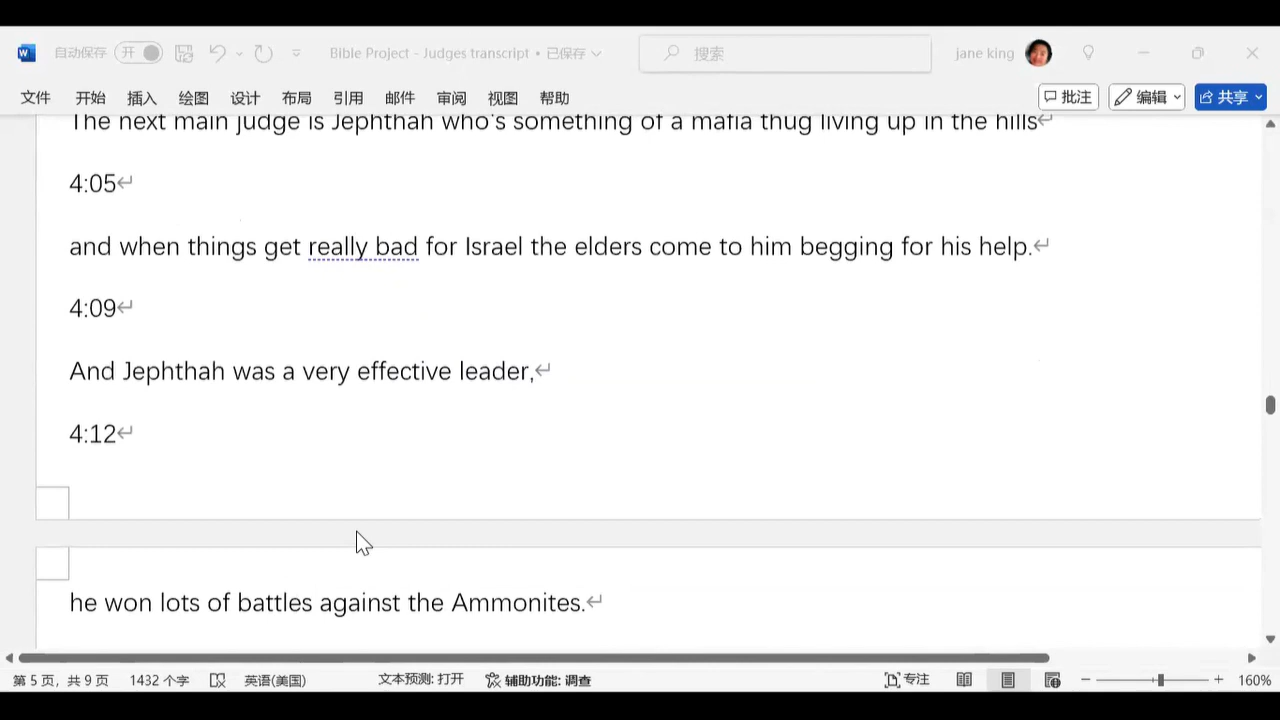 自动保存 开 Bible Project - Judges transcript • 已保存 搜索 jane king
文件 开始 插入 绘图 设计 布局 引用 邮件 审阅 视图 帮助 批注 编辑 共享
The next main judge is Jephthah who's something of a mafia thug living up in the hills
4:05
and when things get really bad for Israel the elders come to him begging for his help.
4:09
And Jephthah was a very effective leader,
4:12
he won lots of battles against the Ammonites.
第 5 页，共 9 页 1432 个字 英语(美国) 文本预测: 打开 辅助功能: 调查 专注 160%